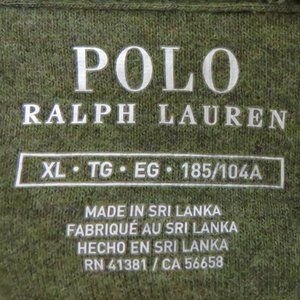 POLO
RALPH LAUREN
XL • TG • EG • 185/104A
MADE IN SRI LANKA
FABRIQUÉ AU SRI LANKA
HECHO EN SRI LANKA
RN 41381 / CA 56658